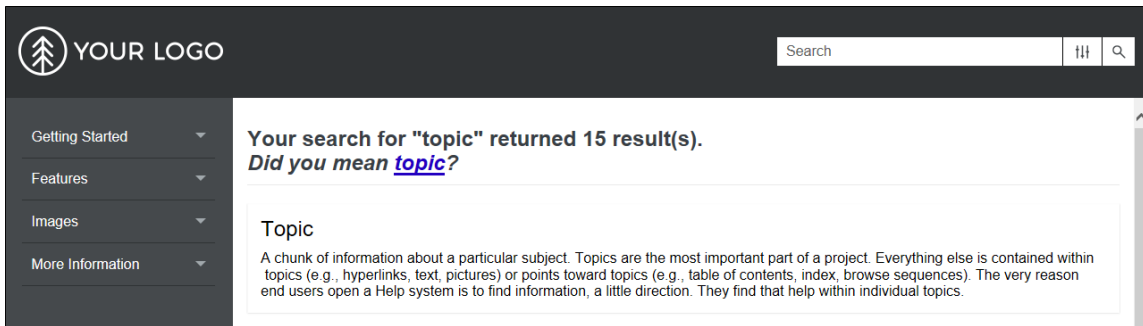 YOUR LOGO
Search
Getting Started
Features
Images
More Information
Your search for "topic" returned 15 result(s).
Did you mean topic?
Topic
A chunk of information about a particular subject. Topics are the most important part of a project. Everything else is contained within
topics (e.g., hyperlinks, text, pictures) or points toward topics (e.g., table of contents, index, browse sequences). The very reason
end users open a Help system is to find information, a little direction. They find that help within individual topics.